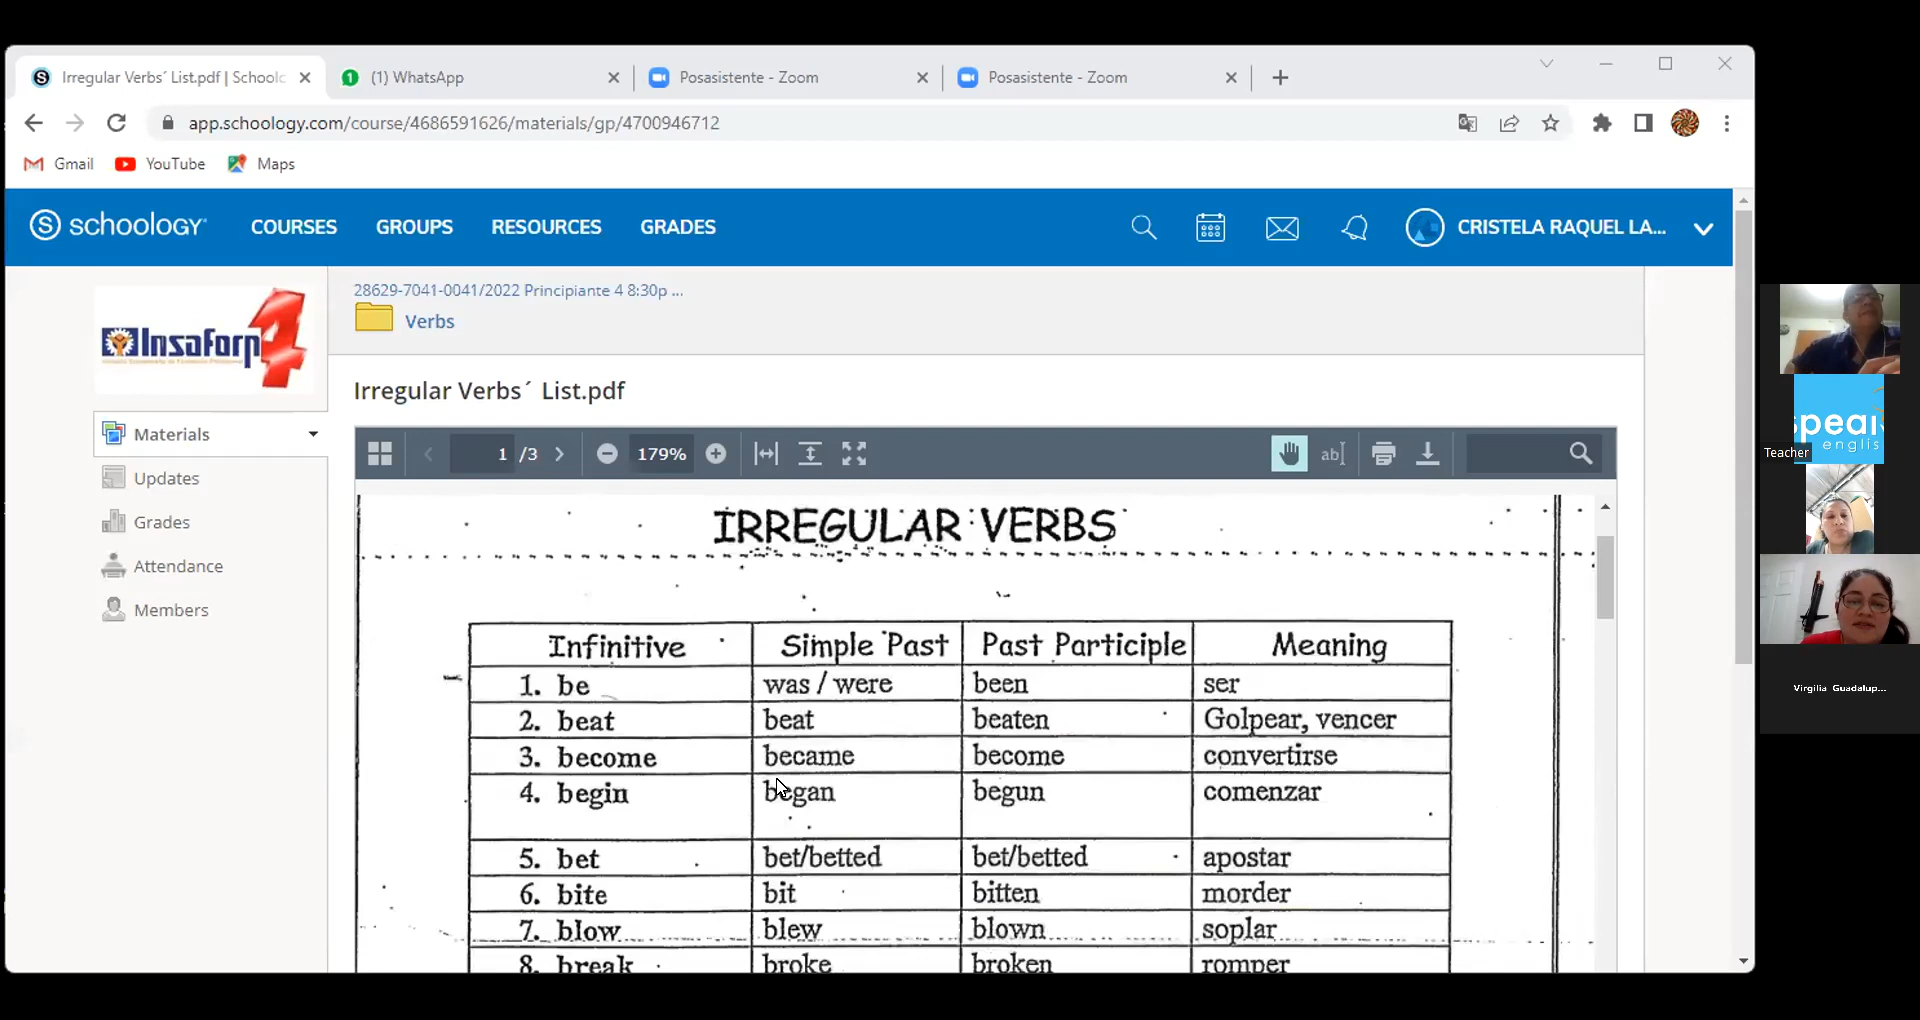 Irregular Verbs´ List.pdf | Schoolc
(1) WhatsApp
Posasistente - Zoom
Posasistente - Zoom
app.schoology.com/course/4686591626/materials/gp/4700946712
Gmail YouTube Maps
S schoology COURSES GROUPS RESOURCES GRADES CRISTELA RAQUEL LA...
28629-7041-0041/2022 Principiante 4 8:30p ...
Verbs
Insaforp 4
Irregular Verbs´ List.pdf
Materials
Updates
Grades
Attendance
Members
1 /3 179% ab
IRREGULAR VERBS
Infinitive Simple Past Past Participle Meaning
1. be was / were been ser
2. beat beat beaten Golpear, vencer
3. become became become convertirse
4. begin began begun comenzar
5. bet bet/betted bet/betted apostar
6. bite bit bitten morder
7. blow blew blown soplar
8. break broke broken romper
speak
englis
Teacher
Virgilia Guadalup...